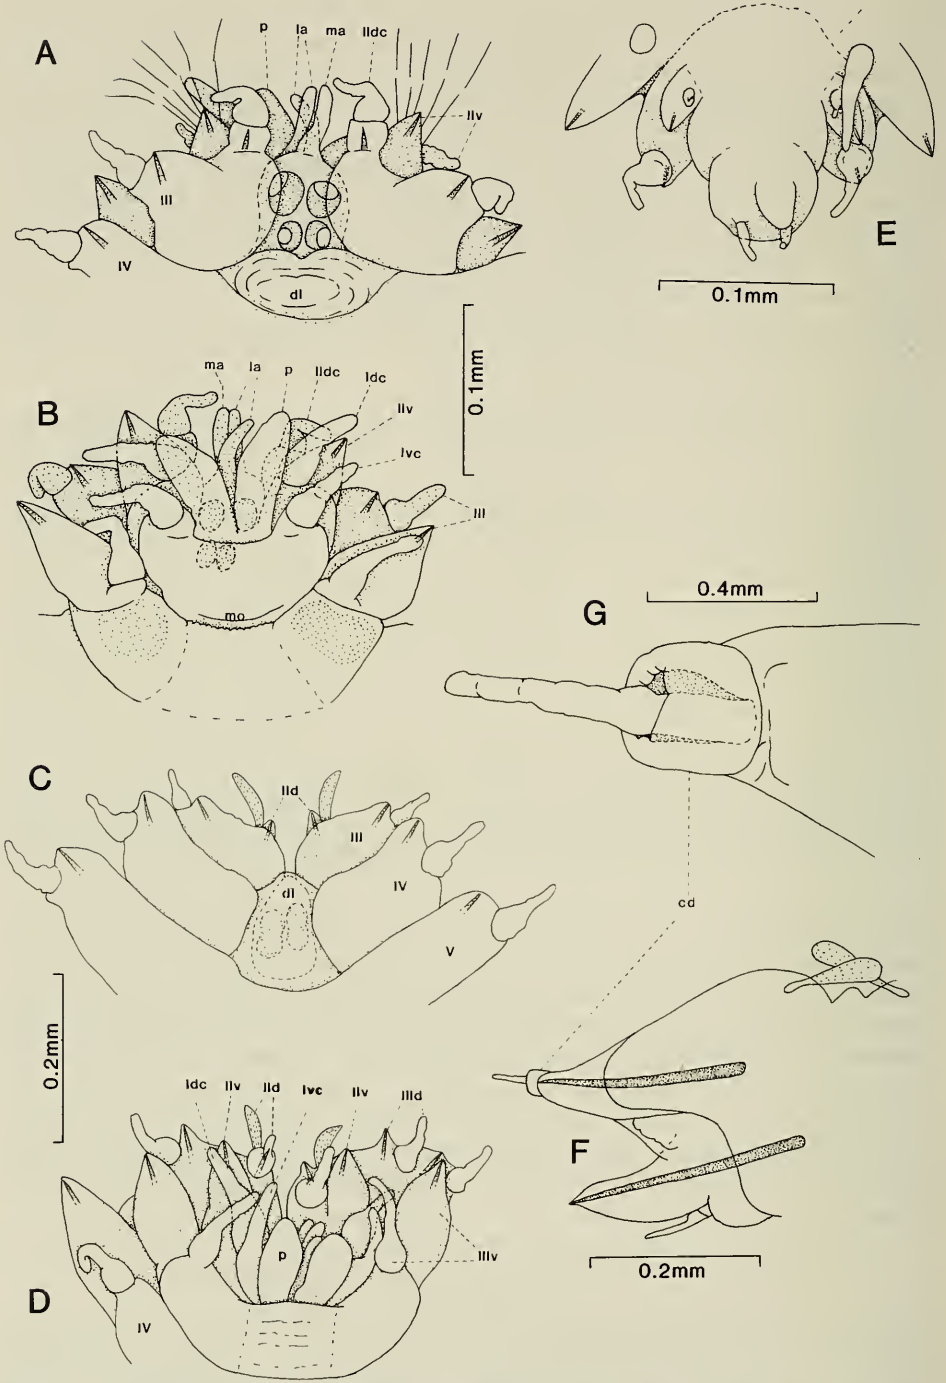 A
p la ma IIdc
IIv
III
IV
dl
E
0.1mm
0.1mm
B
ma la p IIdc Idc
IIv
Ivc
III
mo
G
0.4mm
C
IId
III
dl
IV
V
cd
0.2mm
Idc IIv IId Ivc IIv IIId
p
IIIv
D
IV
F
0.2mm